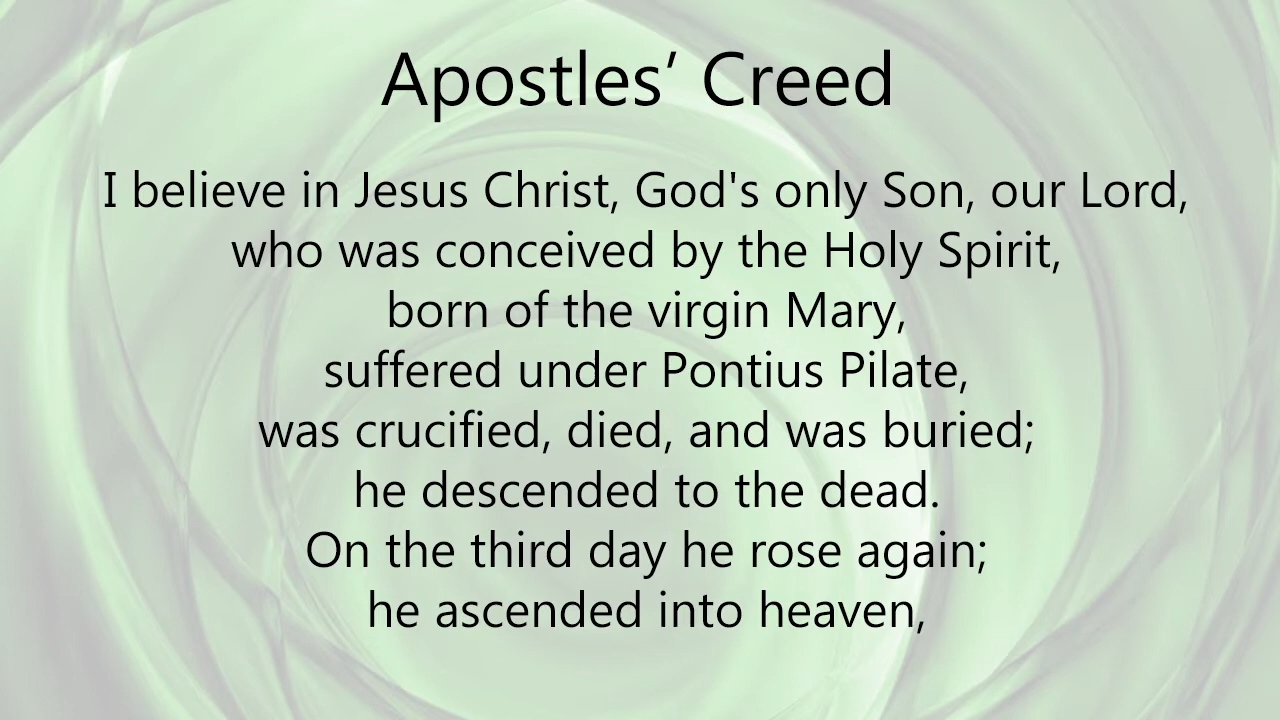 Apostles’ Creed
I believe in Jesus Christ, God's only Son, our Lord,
who was conceived by the Holy Spirit,
born of the virgin Mary,
suffered under Pontius Pilate,
was crucified, died, and was buried;
he descended to the dead.
On the third day he rose again;
he ascended into heaven,